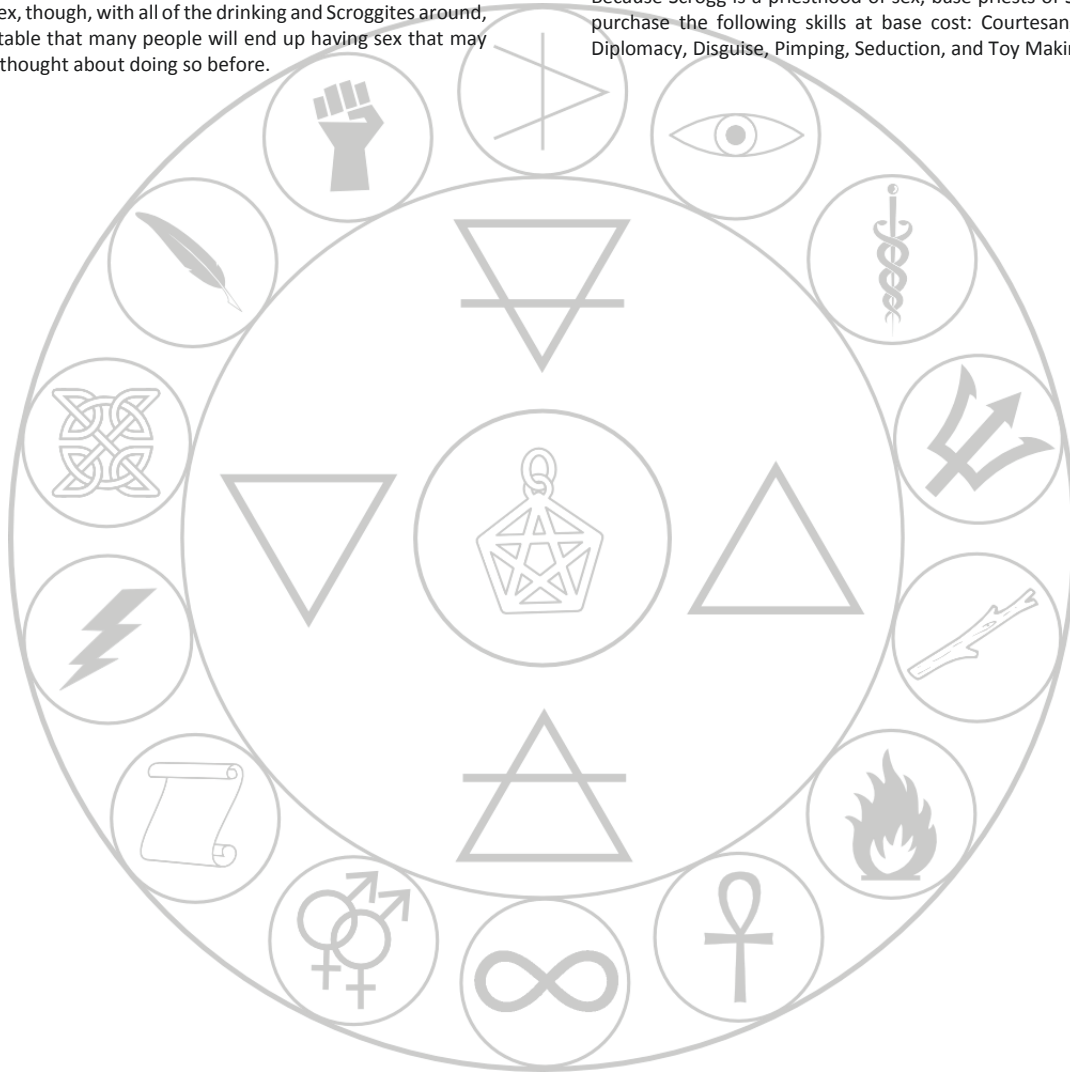 ex, though, with all of the drinking and Scroggites around,
table that many people will end up having sex that may
thought about doing so before.
purchase the following skills at base cost: Courtesan
Diplomacy, Disguise, Pimping, Seduction, and Toy Makin